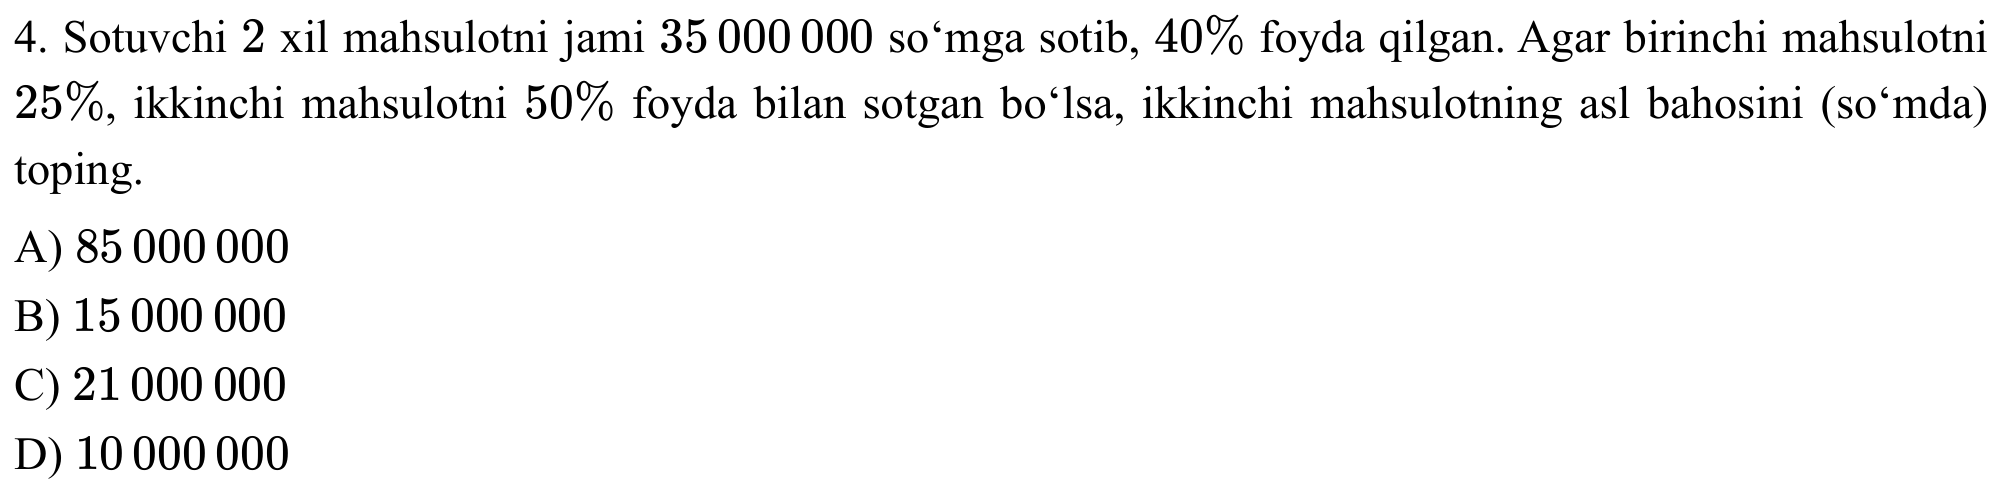 4. Sotuvchi 2 xil mahsulotni jami 35 000 000 so‘mga sotib, 40% foyda qilgan. Agar birinchi mahsulotni
25%, ikkinchi mahsulotni 50% foyda bilan sotgan bo‘lsa, ikkinchi mahsulotning asl bahosini (so‘mda)
toping.
A) 85 000 000
B) 15 000 000
C) 21 000 000
D) 10 000 000